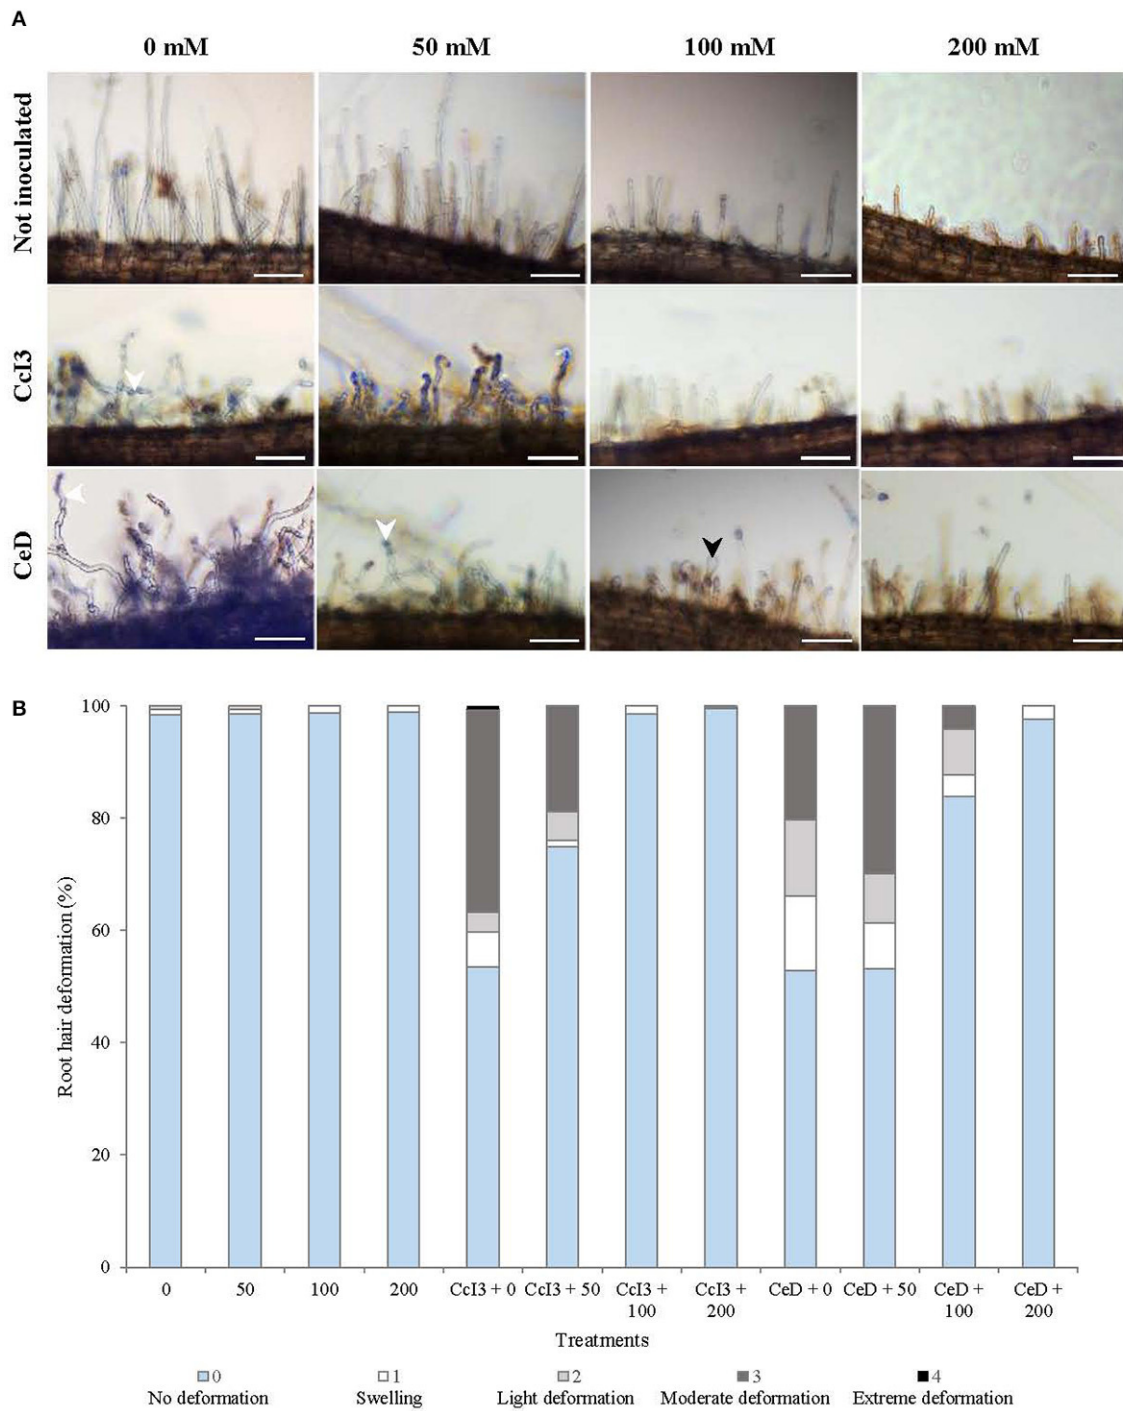 A
0 mM 50 mM 100 mM 200 mM
Not inoculated
CcI3
CeD
B
100
80
60
40
20
0
Root hair deformation (%)
0 50 100 200 CcI3 + 0 CcI3 + 50 CcI3 + CcI3 + CeD + 0 CeD + 50 CeD + CeD +
100 200 100 200
Treatments
0 1 2 3 4
No deformation Swelling Light deformation Moderate deformation Extreme deformation